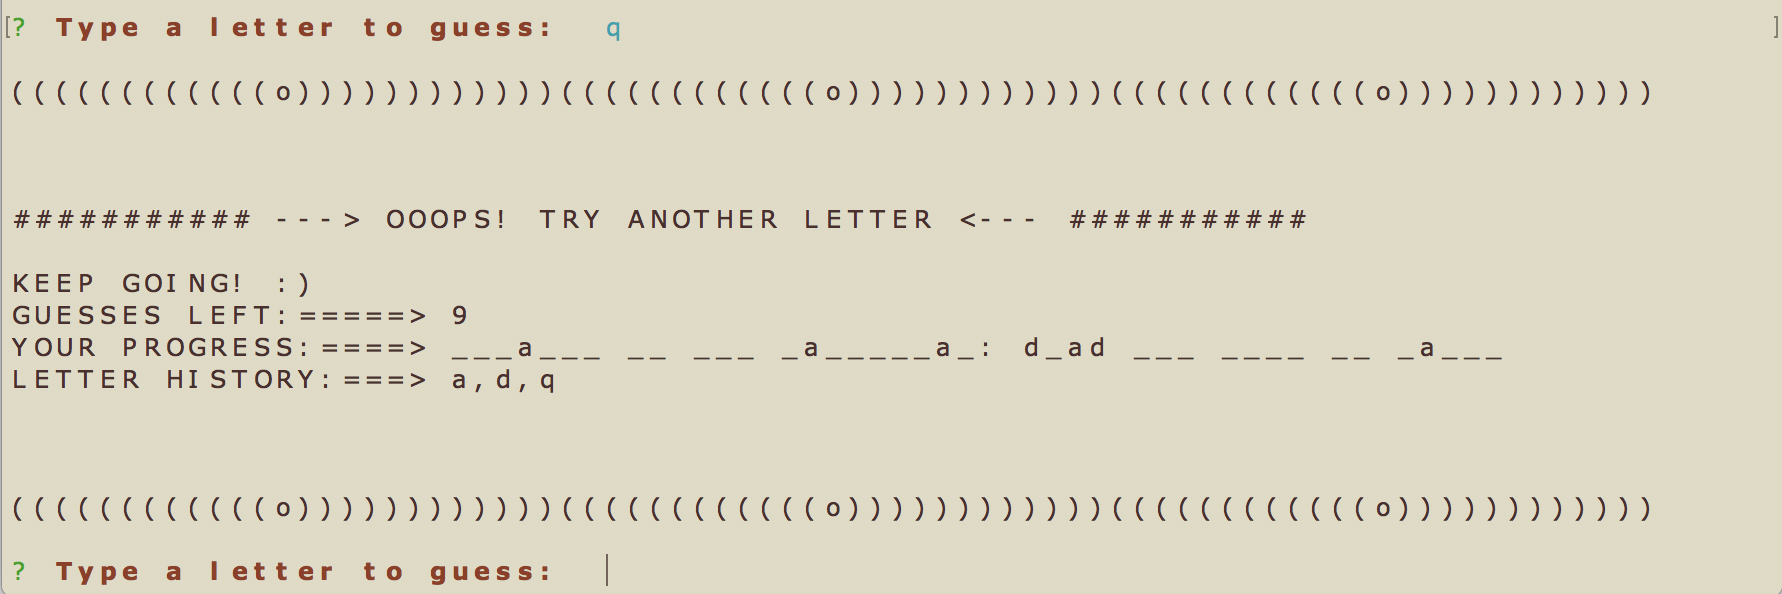 [? Type a letter to guess: q ]
((((((((((((o))))))))))))((((((((((((o))))))))))))((((((((((((o))))))))))))
########### ---> OOOPS! TRY ANOTHER LETTER <--- ###########
KEEP GOING! :)
GUESSES LEFT:=====> 9
YOUR PROGRESS:====> ___a___ __ ___ _a_____a_: d_ad ___ ____ __ _a___
LETTER HISTORY:===> a,d,q
((((((((((((o))))))))))))((((((((((((o))))))))))))((((((((((((o))))))))))))
? Type a letter to guess: